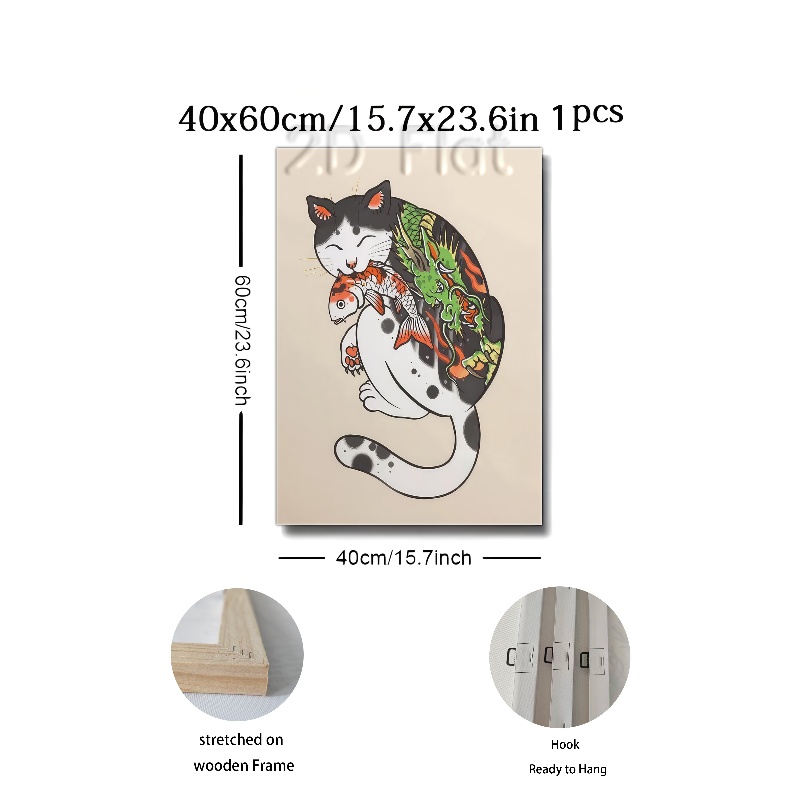 40x60cm/15.7x23.6in 1pcs
2D Flat
60cm/23.6inch
40cm/15.7inch
stretched on
wooden Frame
Hook
Ready to Hang